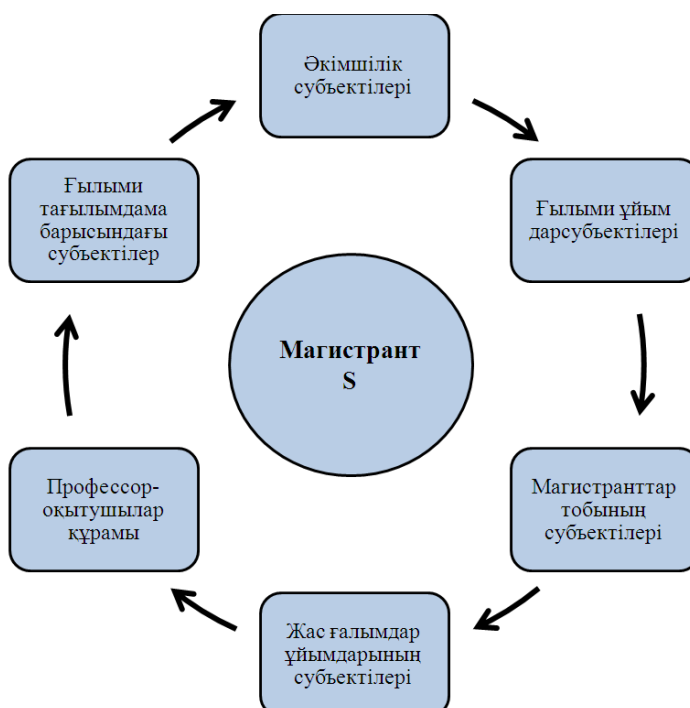 Әкімшілік
субъектілері
Ғылыми ұйым
дарсубъектілері
Магистранттар
тобының
субъектілері
Жас ғалымдар
ұйымдарының
субъектілері
Профессор-
оқытушылар
құрамы
Ғылыми
тағылымдама
барысындағы
субъектілер
Магистрант
S